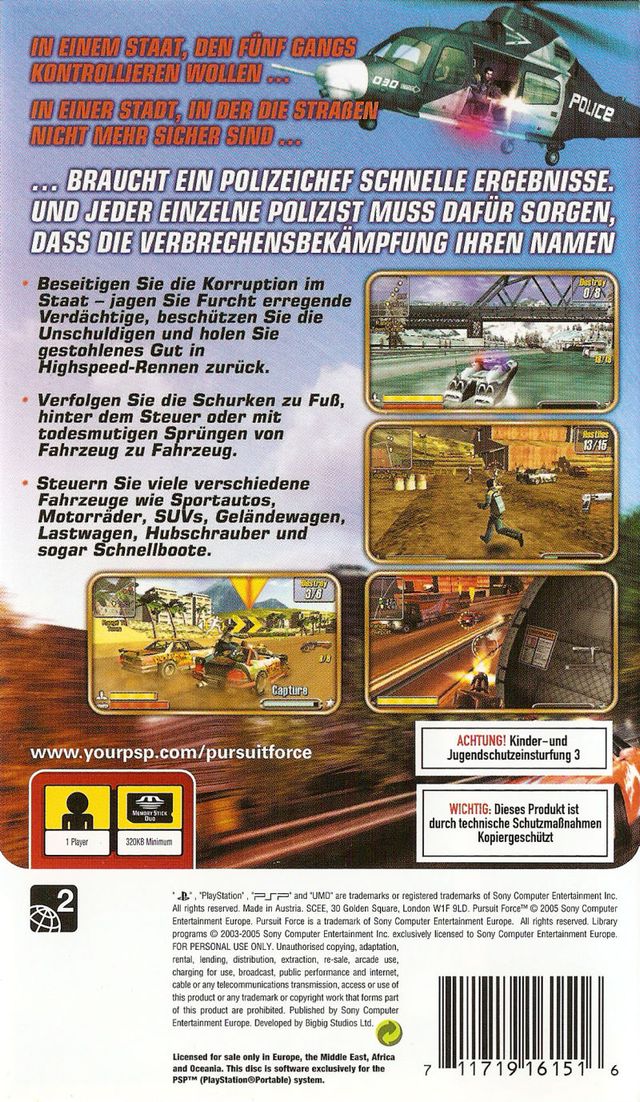 IN EINEM STAAT, DEN FÜNF GANGS
KONTROLLIEREN WOLLEN ...
IN EINER STADT, IN DER DIE STRAßEN
NICHT MEHR SICHER SIND ...
030
POLICE
... BRAUCHT EIN POLIZEICHEF SCHNELLE ERGEBNISSE.
UND JEDER EINZELNE POLIZIST MUSS DAFÜR SORGEN,
DASS DIE VERBRECHENSBEKÄMPFUNG IHREN NAMEN
• Beseitigen Sie die Korruption im
Staat – jagen Sie Furcht erregende
Verdächtige, beschützen Sie die
Unschuldigen und holen Sie
gestohlenes Gut in
Highspeed-Rennen zurück.
• Verfolgen Sie die Schurken zu Fuß,
hinter dem Steuer oder mit
todesmutigen Sprüngen von
Fahrzeug zu Fahrzeug.
• Steuern Sie viele verschiedene
Fahrzeuge wie Sportautos,
Motorräder, SUVs, Geländewagen,
Lastwagen, Hubschrauber und
sogar Schnellboote.
Destroy
0/8
Hostiles
13/15
Destroy
3/6
Capture
www.yourpsp.com/pursuitforce
ACHTUNG! Kinder-und
Jugendschutzeinsturfung 3
WICHTIG: Dieses Produkt ist
durch technische Schutzmaßnahmen
Kopiergeschützt
MEMORY STICK
DUO
1 Player
320KB Minimum
2
" ", "PlayStation", "PSP" and "UMD" are trademarks or registered trademarks of Sony Computer Entertainment Inc.
All rights reserved. Made in Austria. SCEE, 30 Golden Square, London W1F 9LD. Pursuit Force™ © 2005 Sony Computer
Entertainment Europe. Pursuit Force is a trademark of Sony Computer Entertainment Europe. All rights reserved. Library
programs © 2003-2005 Sony Computer Entertainment Inc. exclusively licensed to Sony Computer Entertainment Europe.
FOR PERSONAL USE ONLY. Unauthorised copying, adaptation,
rental, lending, distribution, extraction, re-sale, arcade use,
charging for use, broadcast, public performance and internet,
cable or any telecommunications transmission, access or use of
this product or any trademark or copyright work that forms part
of this product are prohibited. Published by Sony Computer
Entertainment Europe. Developed by Bigbig Studios Ltd.
Licensed for sale only in Europe, the Middle East, Africa
and Oceania. This disc is software exclusively for the
PSP™ (PlayStation®Portable) system.
7 11719 16151 6